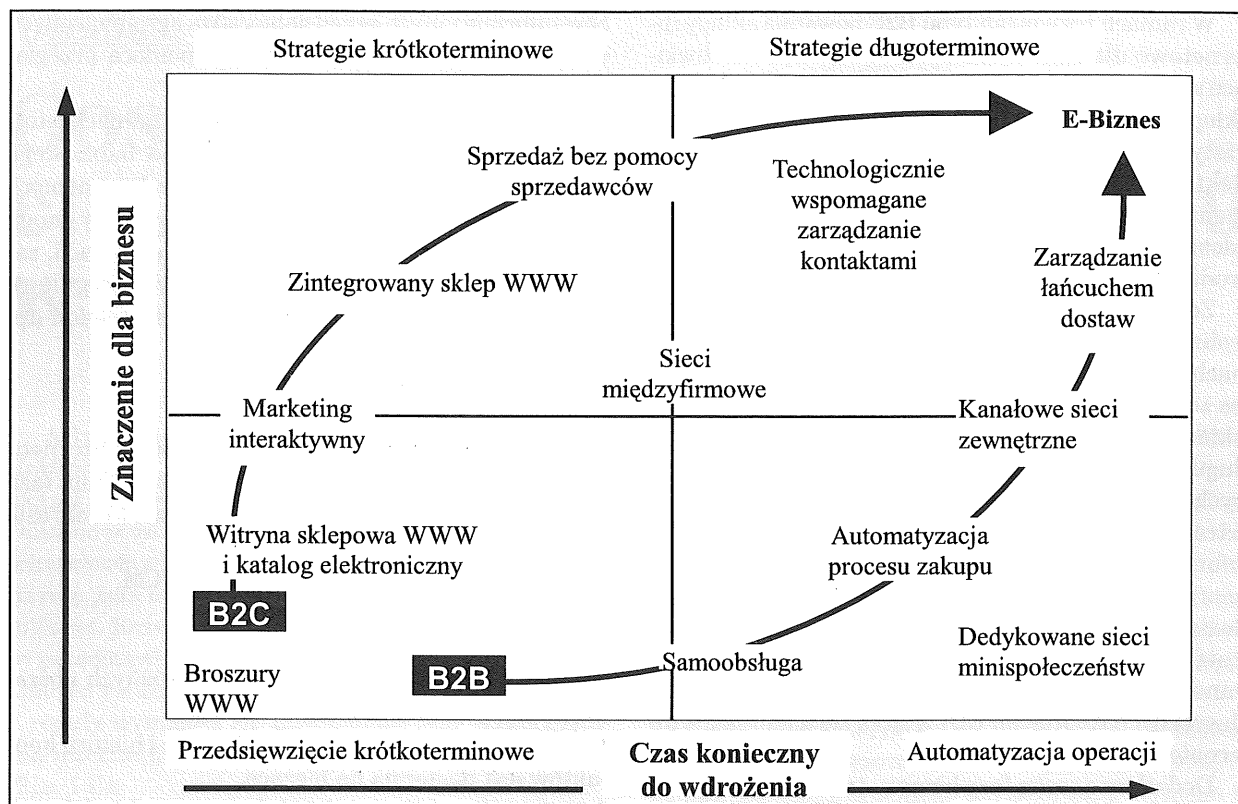 Strategie krótkoterminowe
Strategie długoterminowe
E-Biznes
Sprzedaż bez pomocy
sprzedawców
Technologicznie
wspomagane
zarządzanie
kontaktami
Znaczenie dla biznesu
Zintegrowany sklep WWW
Zarządzanie
łańcuchem
dostaw
Sieci
międzyfirmowe
Marketing
interaktywny
Kanałowe sieci
zewnętrzne
Witryna sklepowa WWW
i katalog elektroniczny
Automatyzacja
procesu zakupu
B2C
Dedykowane sieci
minispołeczeństw
Samoobsługa
B2B
Broszury
WWW
Przedsięwzięcie krótkoterminowe
Czas konieczny
do wdrożenia
Automatyzacja operacji